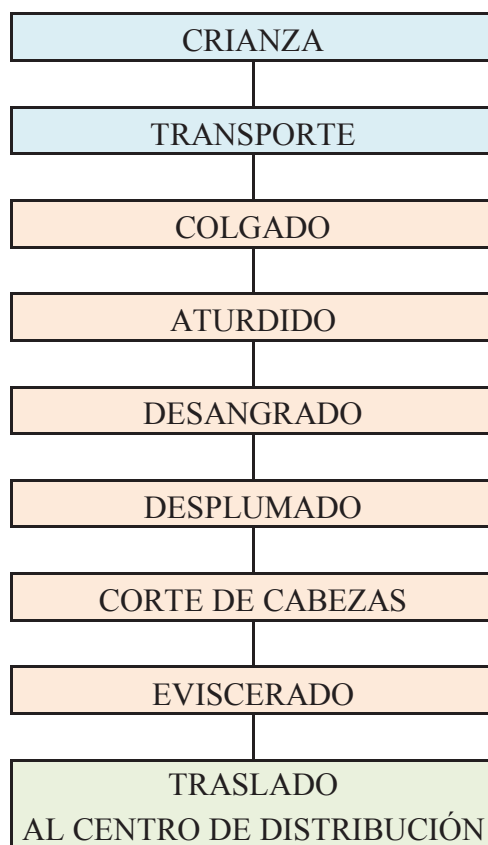 CRIANZA
TRANSPORTE
COLGADO
ATURDIDO
DESANGRADO
DESPLUMADO
CORTE DE CABEZAS
EVISCERADO
TRASLADO
AL CENTRO DE DISTRIBUCIÓN